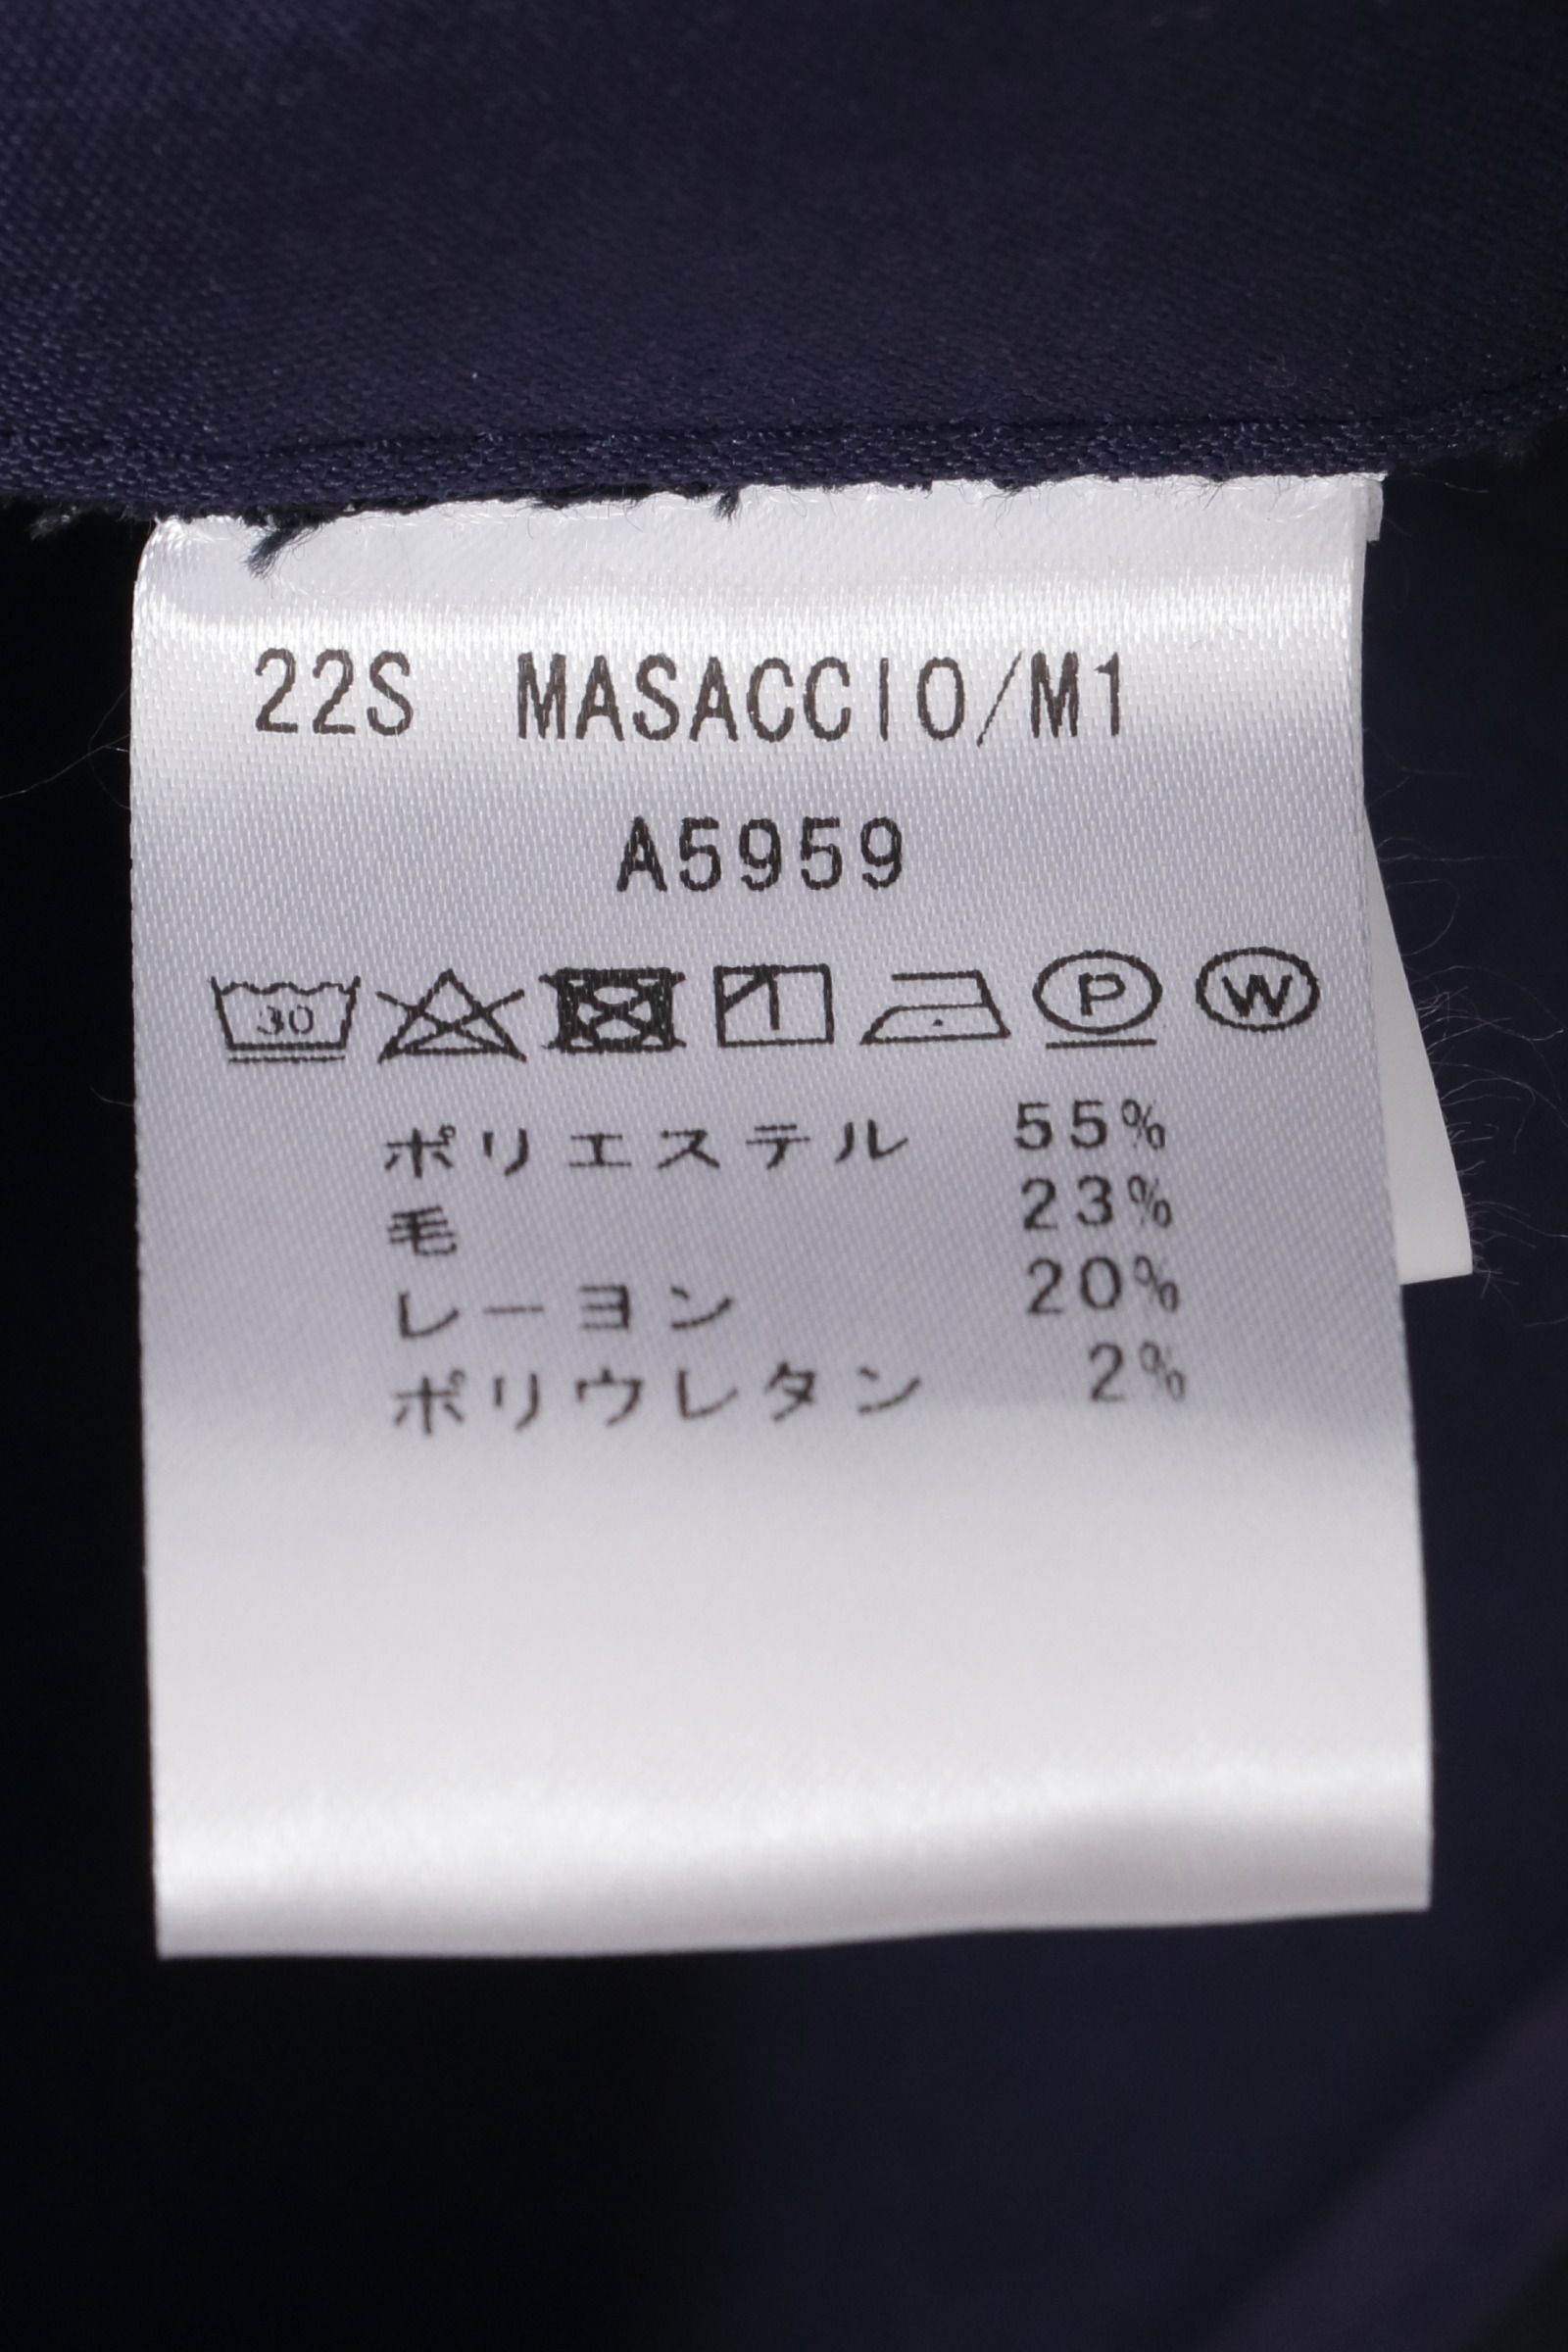 22S MASACCIO/M1
A5959
30 P W
ポリエステル 55%
毛 23%
レーヨン 20%
ポリウレタン 2%